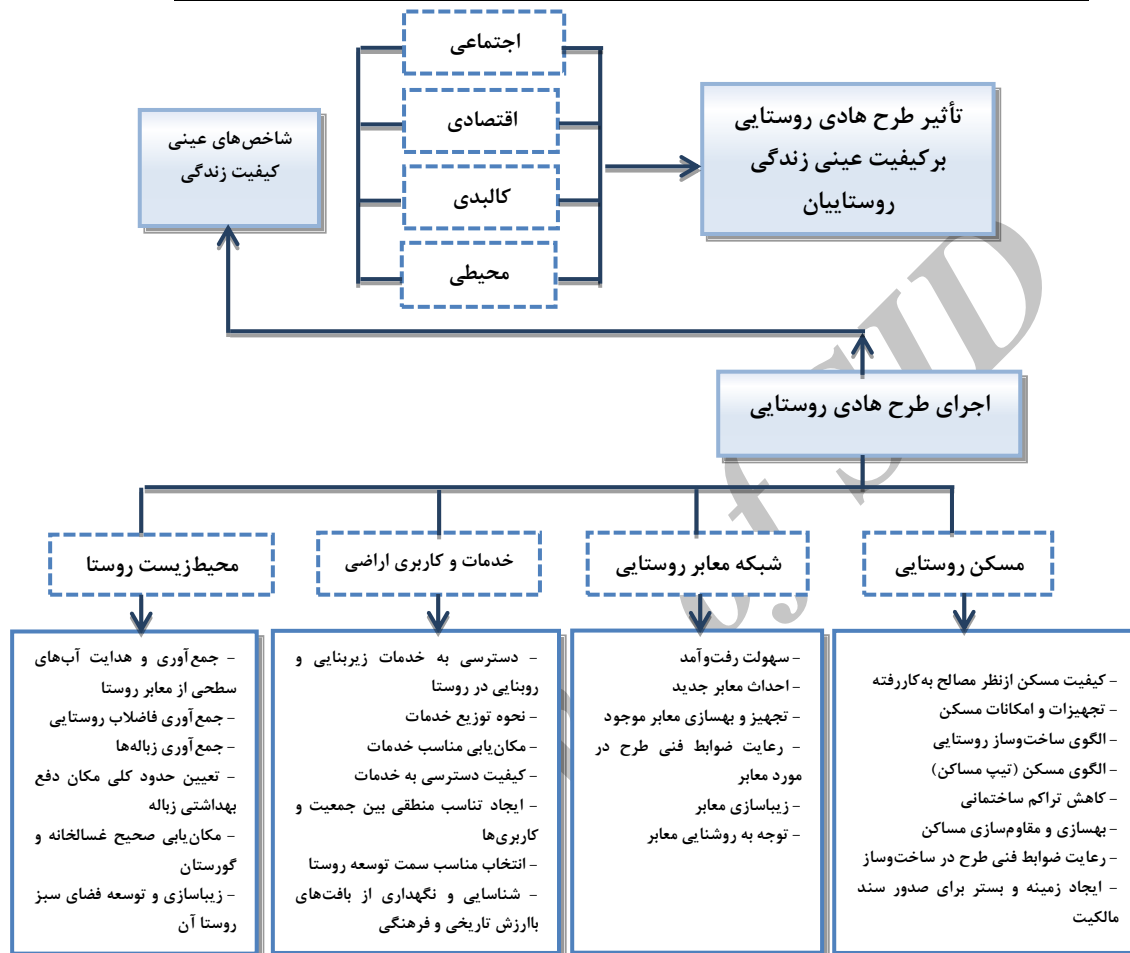 اجتماعی
اقتصادی
کالبدی
محیطی
تأثیر طرح هادی روستایی
برکیفیت عینی زندگی
روستاییان
شاخص‌های عینی
کیفیت زندگی
اجرای طرح هادی روستایی
مسکن روستایی
شبکه معابر روستایی
خدمات و کاربری اراضی
محیط‌زیست روستا
- کیفیت مسکن ازنظر مصالح به‌کاررفته
- تجهیزات و امکانات مسکن
- الگوی ساخت‌وساز روستایی
- الگوی مسکن (تیپ مساکن)
- کاهش تراکم ساختمانی
- بهسازی و مقاوم‌سازی مساکن
- رعایت ضوابط فنی طرح در ساخت‌وساز
- ایجاد زمینه و بستر برای صدور سند
مالکیت
- سهولت رفت‌وآمد
- احداث معابر جدید
- تجهیز و بهسازی معابر موجود
- رعایت ضوابط فنی طرح در
مورد معابر
- زیباسازی معابر
- توجه به روشنایی معابر
- دسترسی به خدمات زیربنایی و
روبنایی در روستا
- نحوه توزیع خدمات
- مکان‌یابی مناسب خدمات
- کیفیت دسترسی به خدمات
- ایجاد تناسب منطقی بین جمعیت و
کاربری‌ها
- انتخاب مناسب سمت توسعه روستا
- شناسایی و نگهداری از بافت‌های
باارزش تاریخی و فرهنگی
- جمع‌آوری و هدایت آب‌های
سطحی از معابر روستا
- جمع‌آوری فاضلاب روستایی
- جمع‌آوری زباله‌ها
- تعیین حدود کلی مکان دفع
بهداشتی زباله
- مکان‌یابی صحیح غسالخانه و
گورستان
- زیباسازی و توسعه فضای سبز
روستا آن
of SID